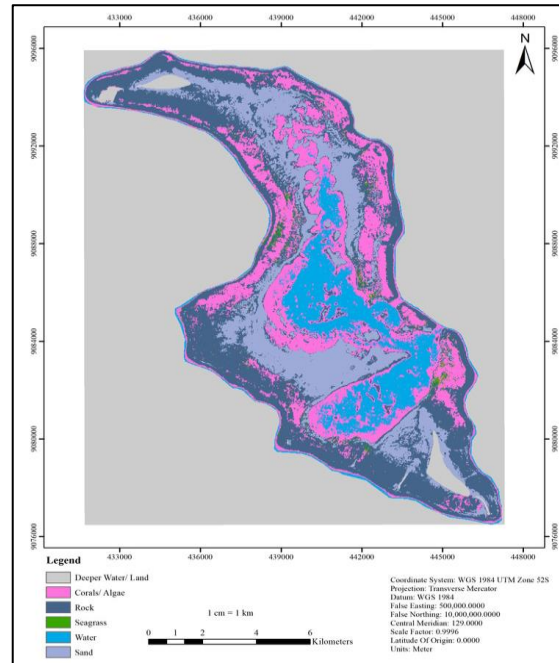 433000 436000 439000 442000 445000 448000
N
9096000 9096000
9092000 9092000
9088000 9088000
9084000 9084000
9080000 9080000
9076000 9076000
433000 436000 439000 442000 445000 448000
Legend
Deeper Water/ Land
Corals/ Algae
Rock
Seagrass
Water
Sand
1 cm = 1 km
0 1 2 4 6
Kilometers
Coordinate System: WGS 1984 UTM Zone 52S
Projection: Transverse Mercator
Datum: WGS 1984
False Easting: 500,000.0000
False Northing: 10,000,000.0000
Central Meridian: 129.0000
Scale Factor: 0.9996
Latitude Of Origin: 0.0000
Units: Meter